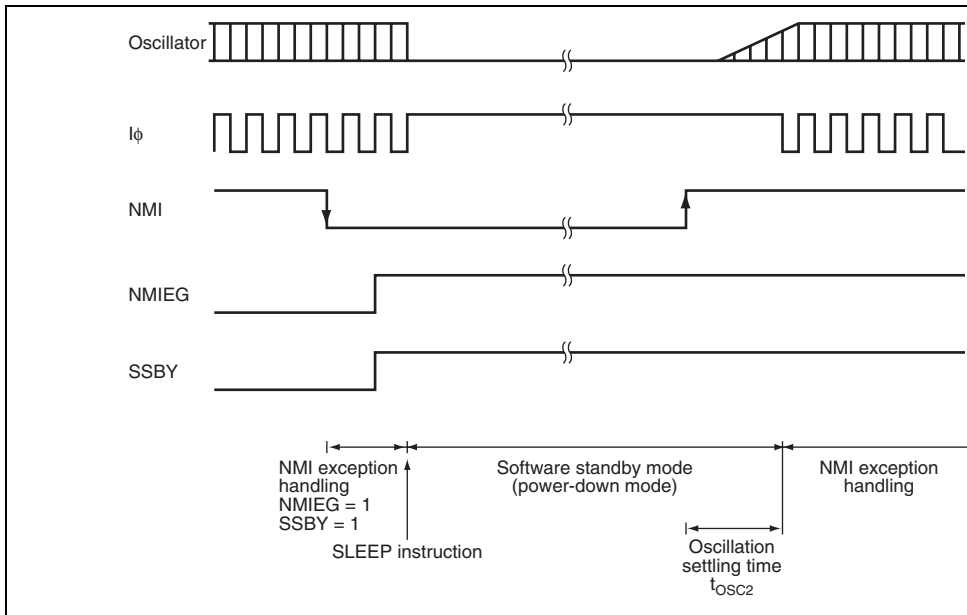 Oscillator
Iϕ
NMI
NMIEG
SSBY
NMI exception
handling
NMIEG = 1
SSBY = 1
SLEEP instruction
Software standby mode
(power-down mode)
Oscillation
settling time
tOSC2
NMI exception
handling